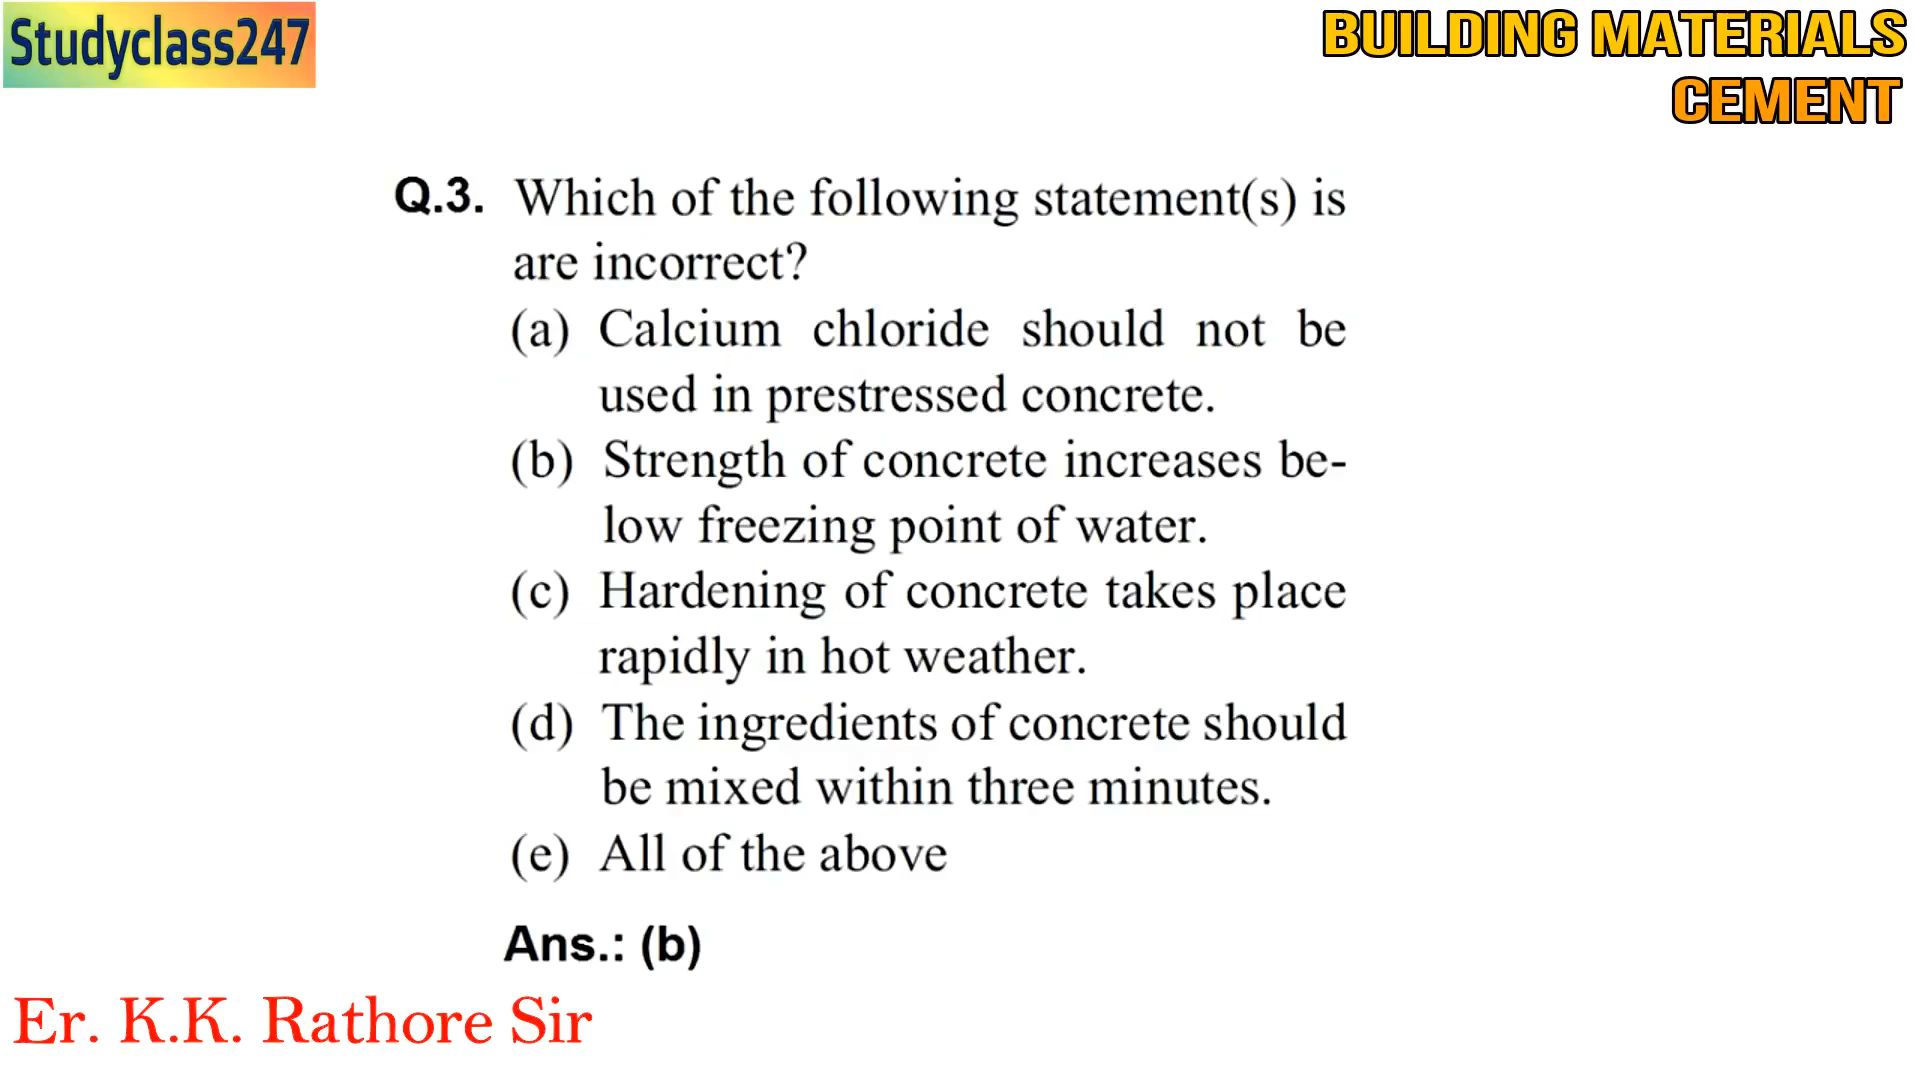 Studyclass247
BUILDING MATERIALS
CEMENT
Q.3. Which of the following statement(s) is
are incorrect?
(a) Calcium chloride should not be
used in prestressed concrete.
(b) Strength of concrete increases be-
low freezing point of water.
(c) Hardening of concrete takes place
rapidly in hot weather.
(d) The ingredients of concrete should
be mixed within three minutes.
(e) All of the above
Ans.: (b)
Er. K.K. Rathore Sir